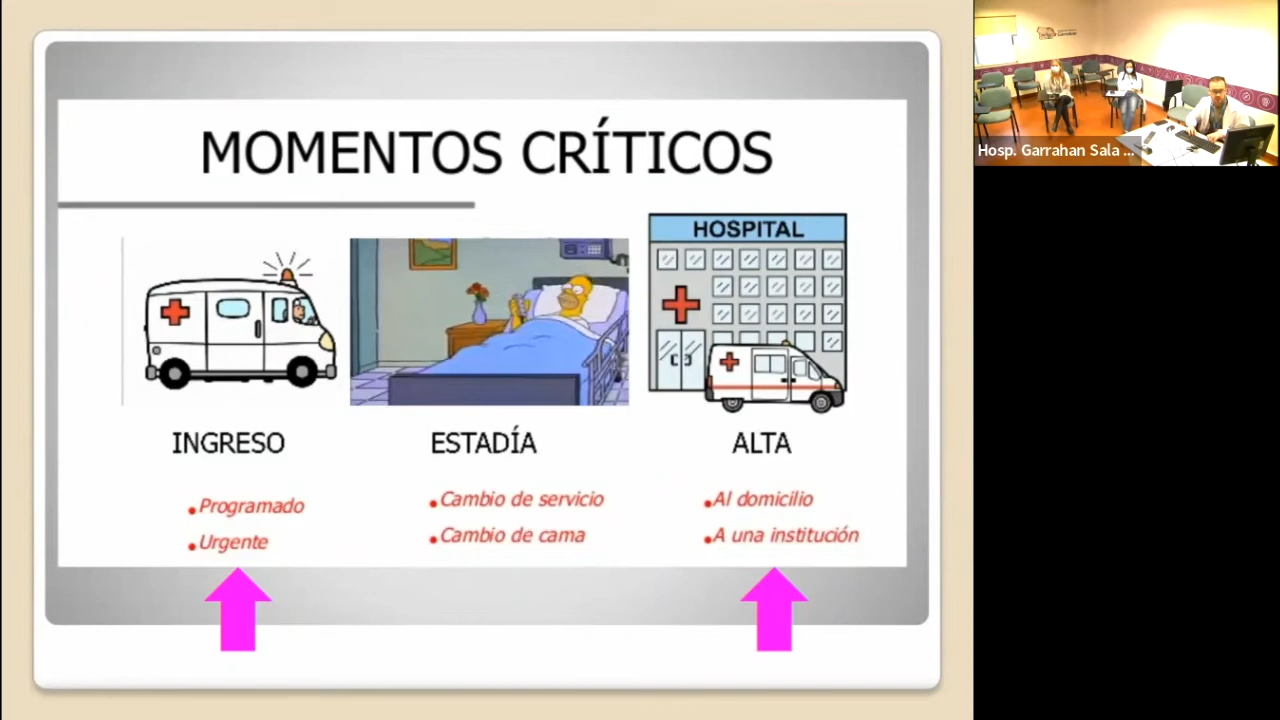 MOMENTOS CRÍTICOS
HOSPITAL
INGRESO
ESTADÍA
ALTA
•Programado
•Urgente
•Cambio de servicio
•Cambio de cama
•Al domicilio
•A una institución
Hosp. Garrahan Sala ...